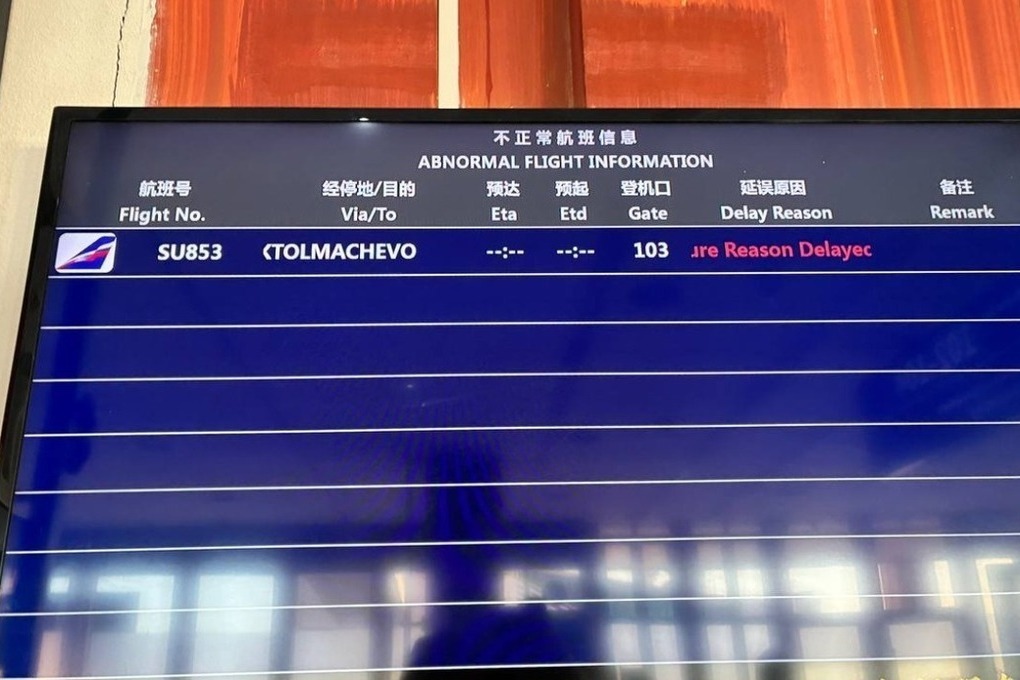 不正常航班信息
ABNORMAL FLIGHT INFORMATION
航班号 经停地/目的 预达 预起 登机口 延误原因 备注
Flight No. Via/To Eta Etd Gate Delay Reason Remark
SU853 TOLMACHEVO --:-- --:-- 103 Reason